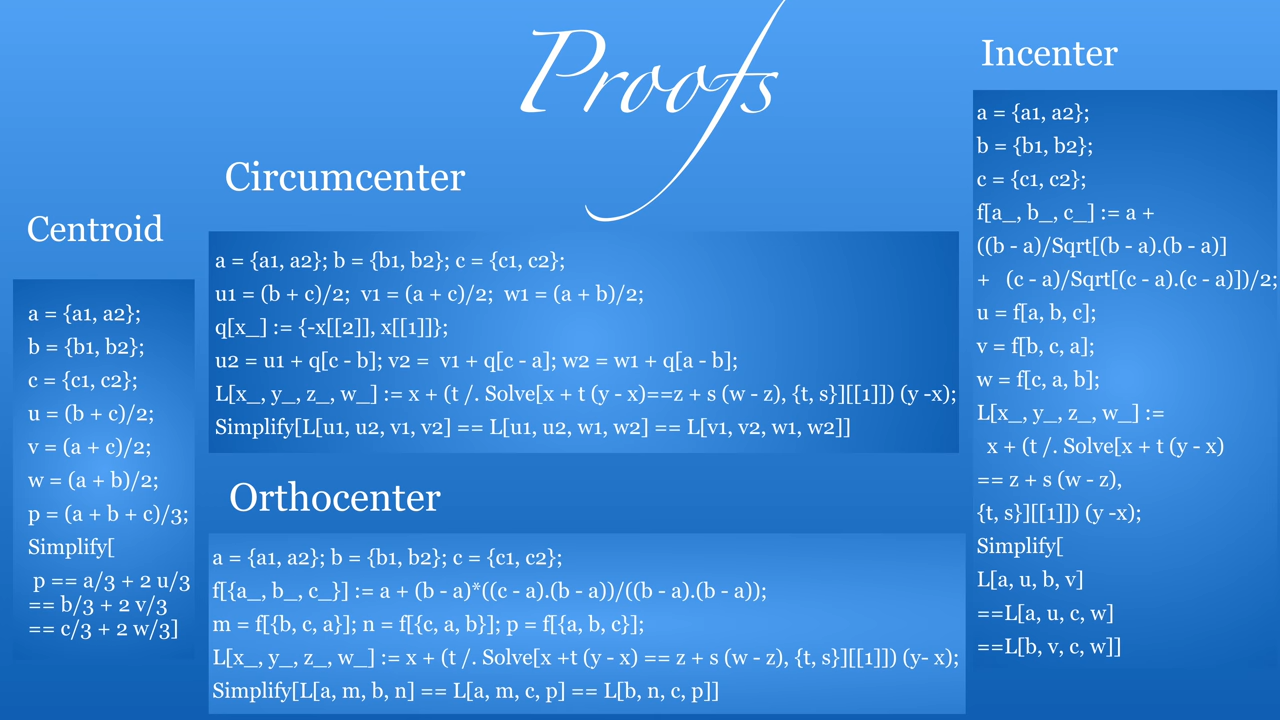 Proofs
Centroid
a = {a1, a2};
b = {b1, b2};
c = {c1, c2};
u = (b + c)/2;
v = (a + c)/2;
w = (a + b)/2;
p = (a + b + c)/3;
Simplify[
p == a/3 + 2 u/3
== b/3 + 2 v/3
== c/3 + 2 w/3]
Circumcenter
a = {a1, a2}; b = {b1, b2}; c = {c1, c2};
u1 = (b + c)/2; v1 = (a + c)/2; w1 = (a + b)/2;
q[x_] := {-x[[2]], x[[1]]};
u2 = u1 + q[c - b]; v2 = v1 + q[c - a]; w2 = w1 + q[a - b];
L[x_, y_, z_, w_] := x + (t /. Solve[x + t (y - x)==z + s (w - z), {t, s}][[1]]) (y -x);
Simplify[L[u1, u2, v1, v2] == L[u1, u2, w1, w2] == L[v1, v2, w1, w2]]
Orthocenter
a = {a1, a2}; b = {b1, b2}; c = {c1, c2};
f[{a_, b_, c_}] := a + (b - a)*((c - a).(b - a))/((b - a).(b - a));
m = f[{b, c, a}]; n = f[{c, a, b}]; p = f[{a, b, c}];
L[x_, y_, z_, w_] := x + (t /. Solve[x +t (y - x) == z + s (w - z), {t, s}][[1]]) (y- x);
Simplify[L[a, m, b, n] == L[a, m, c, p] == L[b, n, c, p]]
Incenter
a = {a1, a2};
b = {b1, b2};
c = {c1, c2};
f[a_, b_, c_] := a +
((b - a)/Sqrt[(b - a).(b - a)]
+ (c - a)/Sqrt[(c - a).(c - a)])/2;
u = f[a, b, c];
v = f[b, c, a];
w = f[c, a, b];
L[x_, y_, z_, w_] :=
x + (t /. Solve[x + t (y - x)
== z + s (w - z),
{t, s}][[1]]) (y -x);
Simplify[
L[a, u, b, v]
==L[a, u, c, w]
==L[b, v, c, w]]